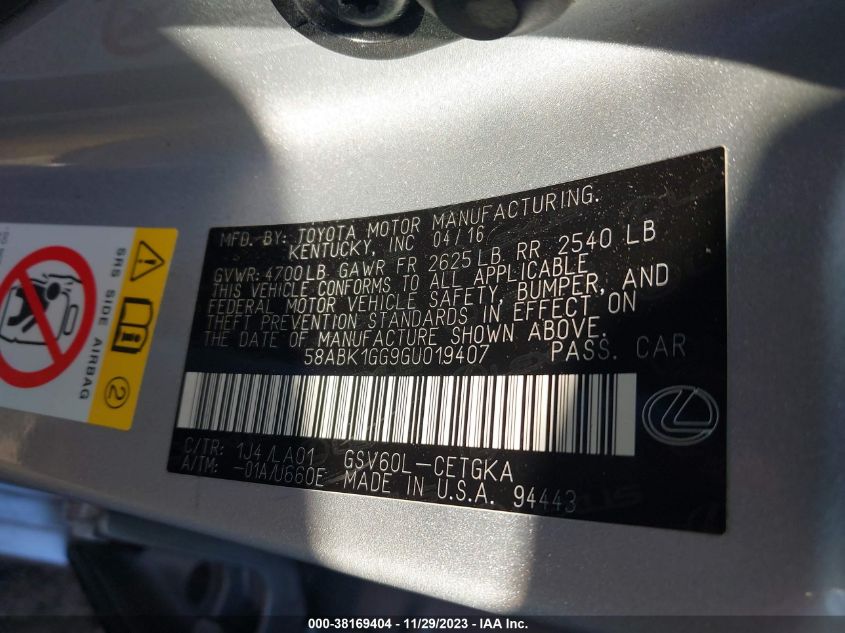 SRS SIDE AIRBAG
2
MFD. BY: TOYOTA MOTOR MANUFACTURING.
KENTUCKY, INC 04/16
GVWR: 4700LB GAWR FR 2625 LB RR 2540 LB
THIS VEHICLE CONFORMS TO ALL APPLICABLE
FEDERAL MOTOR VEHICLE SAFETY, BUMPER, AND
THEFT PREVENTION STANDARDS IN EFFECT ON
THE DATE OF MANUFACTURE SHOWN ABOVE.
58ABK1GG9GU019407 PASS. CAR
C/TR: 1J4/LA01 GSV60L-CETGKA
A/TM: -01A/U660E MADE IN U.S.A. 94443
000-38169404 - 11/29/2023 - IAA Inc.